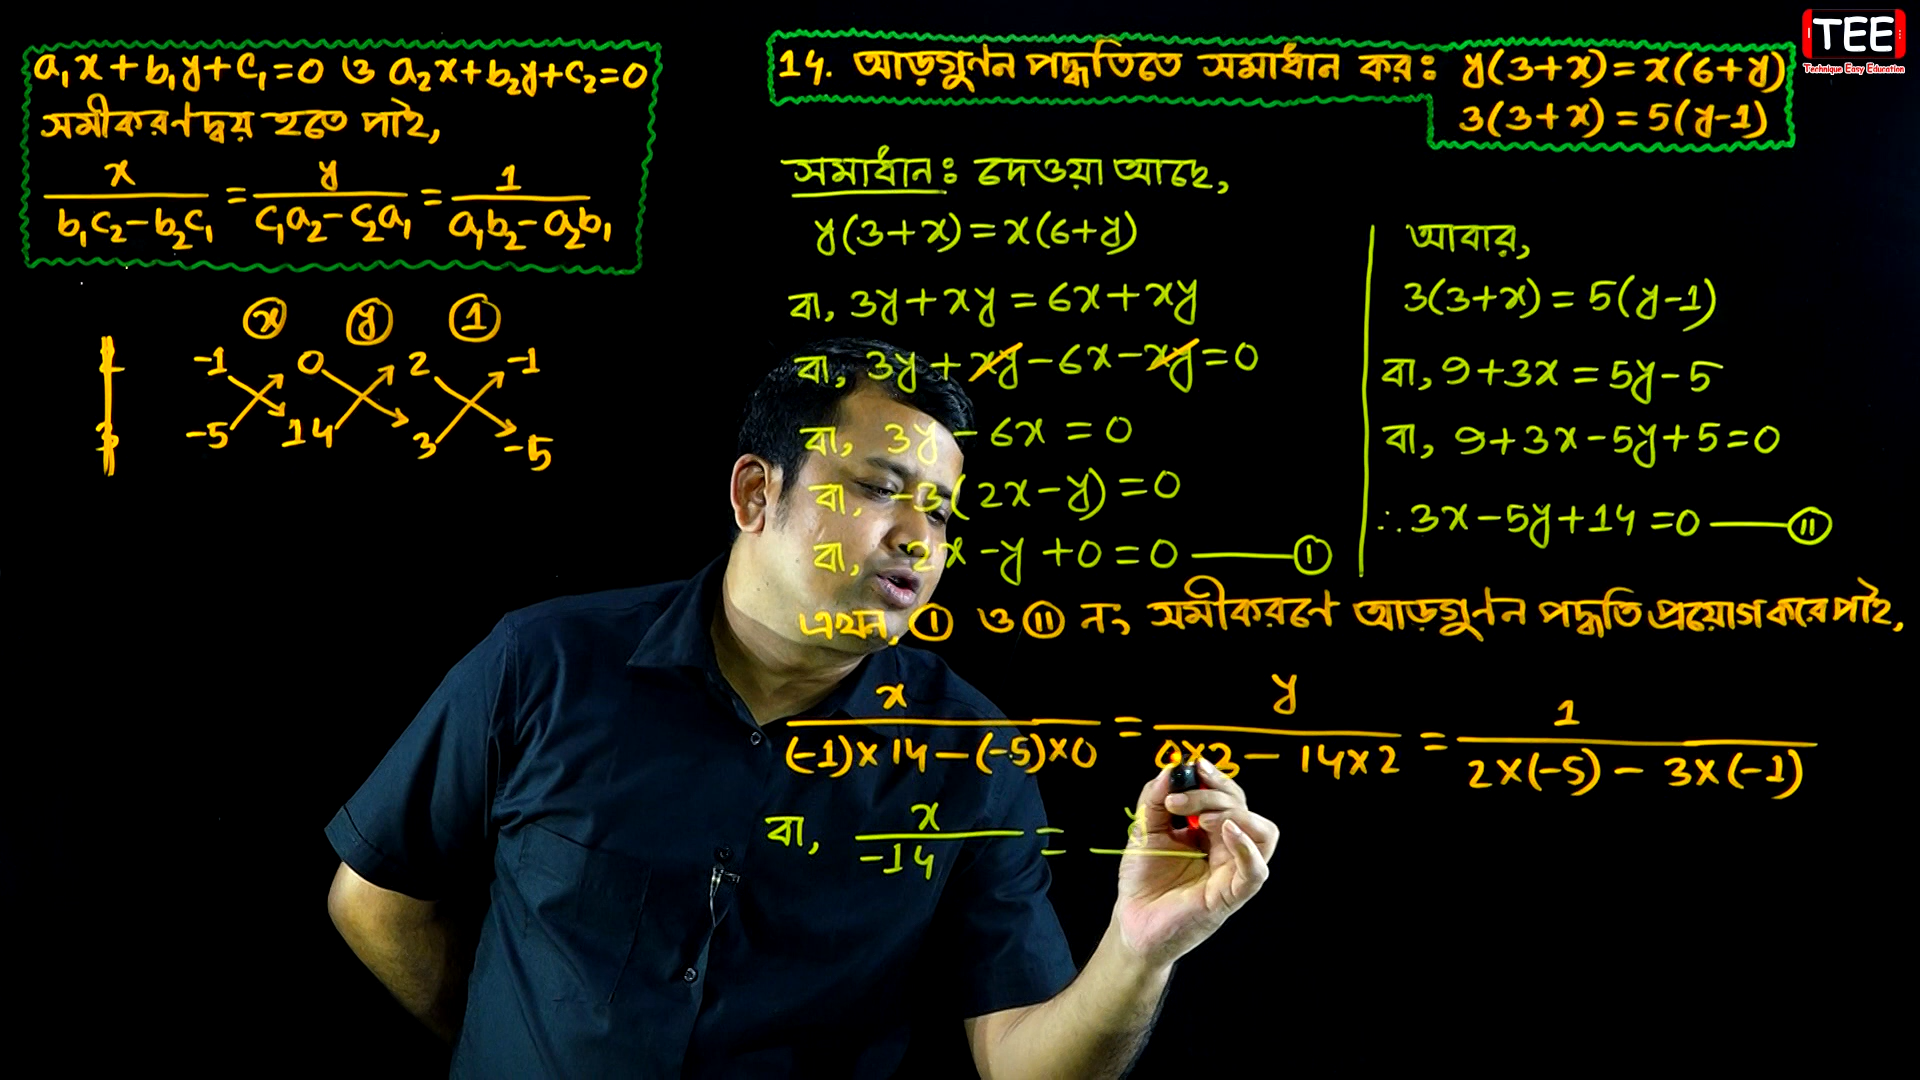 TEE
Technique Easy Education
a₁x+b₁y+c₁=0 ও a₂x+b₂y+c₂=0
সমীকরণদ্বয় হতে পাই,
x/(b₁c₂-b₂c₁) = y/(c₁a₂-c₂a₁) = 1/(a₁b₂-a₂b₁)
x y 1
-1 0 2 -1
-5 14 3 -5
14. আড়গুণন পদ্ধতিতে সমাধান কর: y(3+x)=x(6+y)
3(3+x)=5(y-1)
সমাধান: দেওয়া আছে,
y(3+x)=x(6+y)
বা, 3y+xy=6x+xy
বা, 3y+xy-6x-xy=0
বা, 3y-6x=0
বা, -3(2x-y)=0
বা, 2x-y+0=0 — (i)
আবার,
3(3+x)=5(y-1)
বা, 9+3x=5y-5
বা, 9+3x-5y+5=0
∴3x-5y+14=0 — (ii)
এখন, (i) ও (ii) নং সমীকরণে আড়গুণন পদ্ধতি প্রয়োগ করে পাই,
x/((-1)×14-(-5)×0) = y/(0×3-14×2) = 1/(2×(-5)-3×(-1))
বা, x/-14 = y/